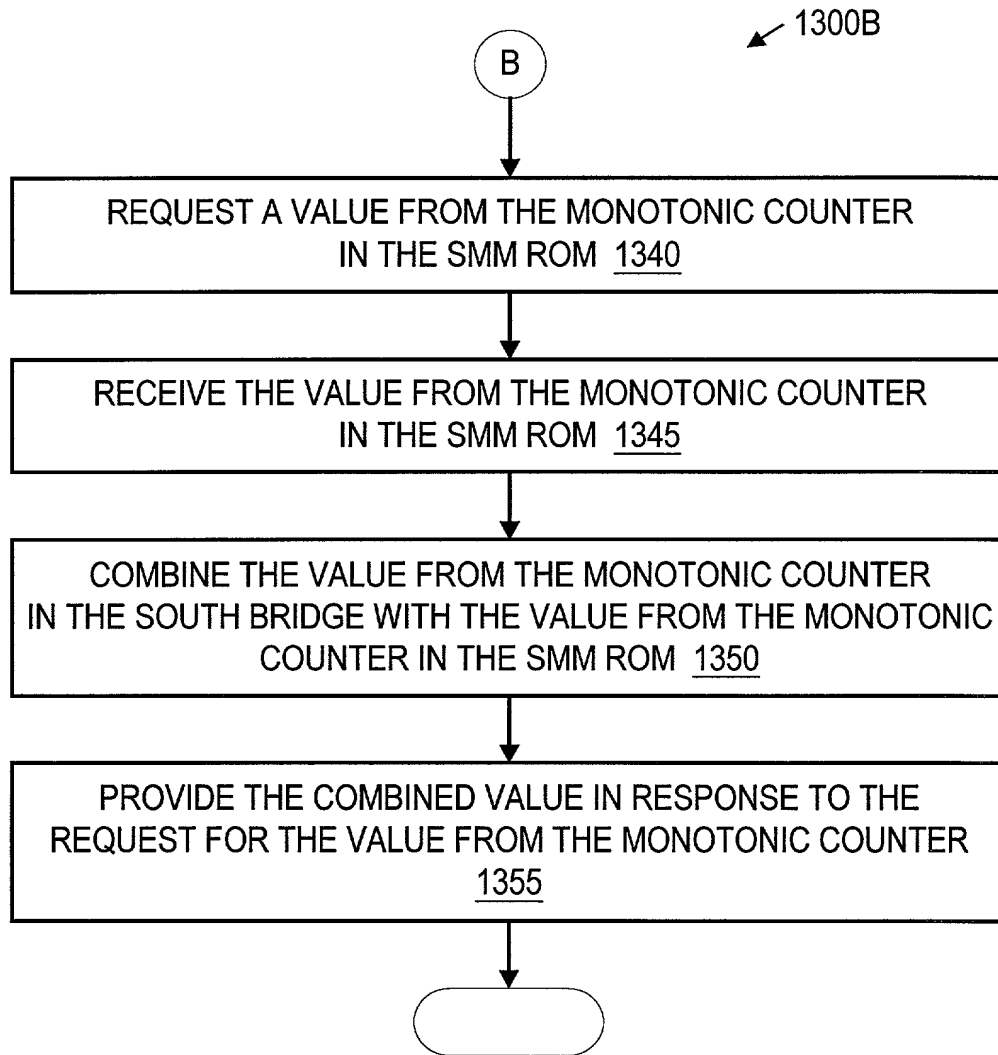 1300B
B
REQUEST A VALUE FROM THE MONOTONIC COUNTER
IN THE SMM ROM 1340
RECEIVE THE VALUE FROM THE MONOTONIC COUNTER
IN THE SMM ROM 1345
COMBINE THE VALUE FROM THE MONOTONIC COUNTER
IN THE SOUTH BRIDGE WITH THE VALUE FROM THE MONOTONIC
COUNTER IN THE SMM ROM 1350
PROVIDE THE COMBINED VALUE IN RESPONSE TO THE
REQUEST FOR THE VALUE FROM THE MONOTONIC COUNTER
1355